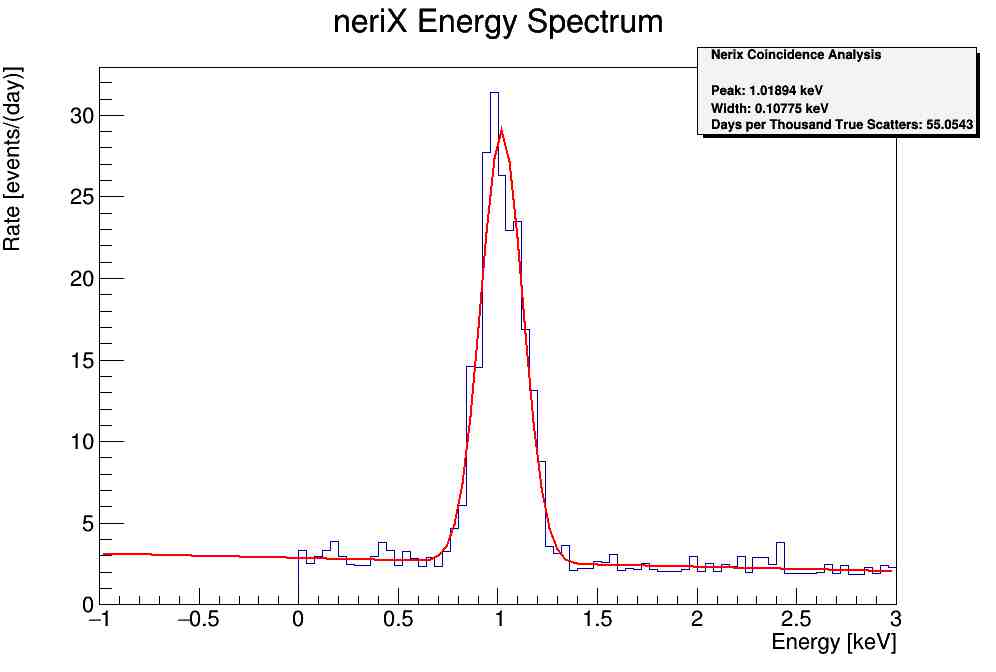 neriX Energy Spectrum
Nerix Coincidence Analysis
Peak: 1.01894 keV
Width: 0.10775 keV
Days per Thousand True Scatters: 55.0543
Rate [events/(day)]
30
25
20
15
10
5
0
−1 −0.5 0 0.5 1 1.5 2 2.5 3
Energy [keV]